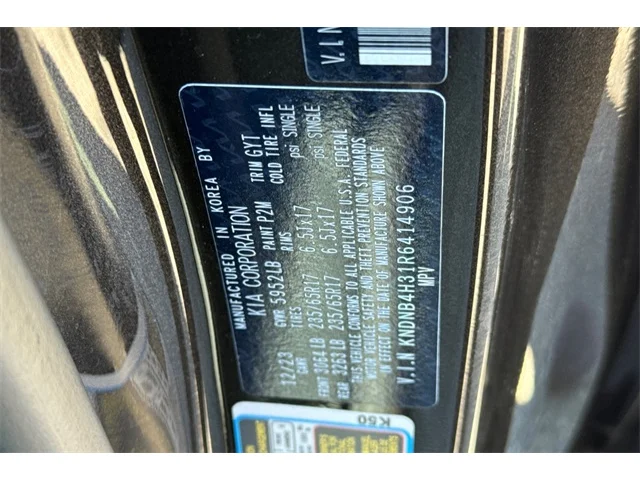 V.I.N
MANUFACTURED IN KOREA BY
KIA CORPORATION
12/23 GVWR 5952LB PAINT P2M TRIM GYT
GAWR TIRES RIMS COLD TIRE INFL
FRONT 3064LB 235/65R17 6.5JX17 psi SINGLE
REAR 3263LB 235/65R17 6.5JX17 psi SINGLE
THIS VEHICLE CONFORMS TO ALL APPLICABLE U.S.A. FEDERAL
MOTOR VEHICLE SAFETY AND THEFT PREVENTION STANDARDS
IN EFFECT ON THE DATE OF MANUFACTURE SHOWN ABOVE
V.I.N KNDNB4H31R6414906
MPV
K50